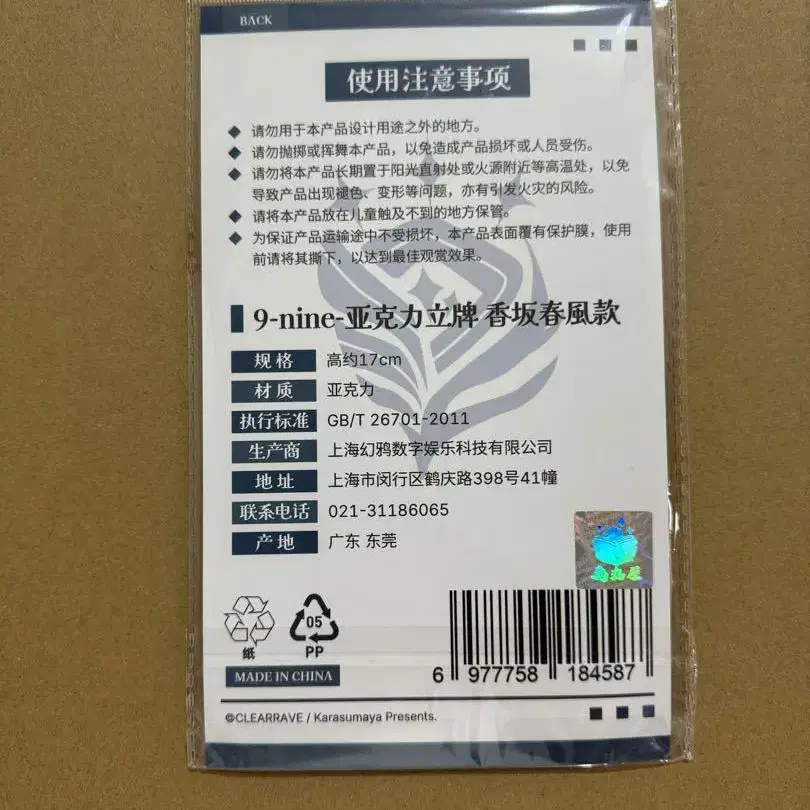 BACK
使用注意事项
请勿用于本产品设计用途之外的地方。
请勿抛掷或挥舞本产品，以免造成产品损坏或人员受伤。
请勿将本产品长期置于阳光直射处或火源附近等高温处，以免
导致产品出现褪色、变形等问题，亦有引发火灾的风险。
请将本产品放在儿童触及不到的地方保管。
为保证产品运输途中不受损坏，本产品表面覆有保护膜，使用
前请将其撕下，以达到最佳观赏效果。
9-nine-亚克力立牌 香坂春風款
规格 高约17cm
材质 亚克力
执行标准 GB/T 26701-2011
生产商 上海幻鸦数字娱乐科技有限公司
地址 上海市闵行区鹤庆路398号41幢
联系电话 021-31186065
产地 广东 东莞
烏丸屋
05
纸 PP
MADE IN CHINA
6 977758 184587
©CLEARRAVE / Karasumaya Presents.